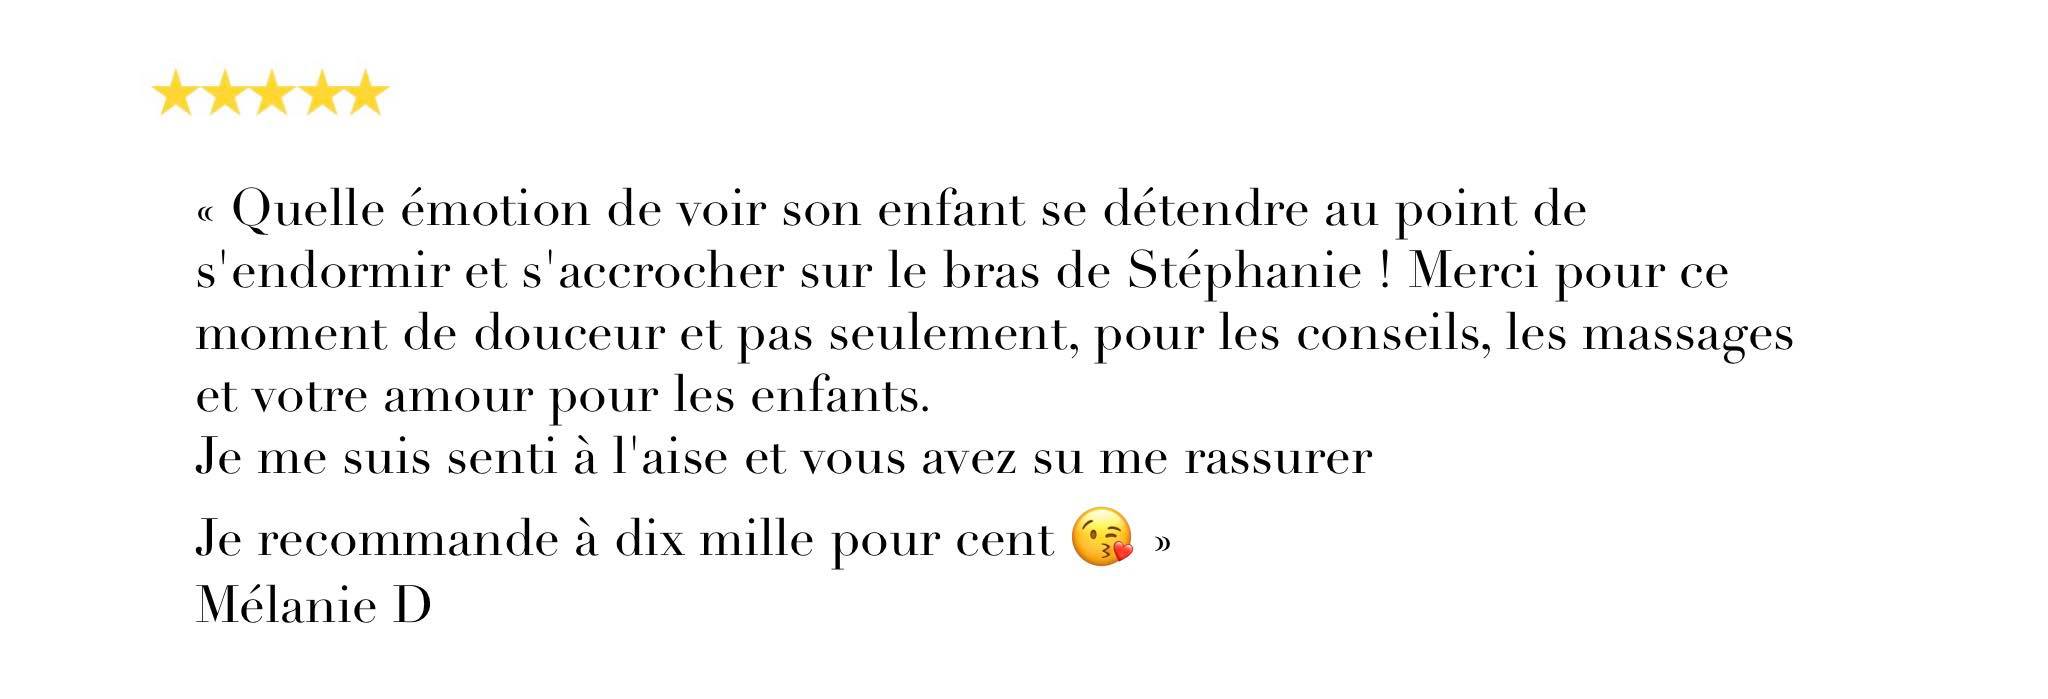 ★★★★★
« Quelle émotion de voir son enfant se détendre au point de
s'endormir et s'accrocher sur le bras de Stéphanie ! Merci pour ce
moment de douceur et pas seulement, pour les conseils, les massages
et votre amour pour les enfants.
Je me suis senti à l'aise et vous avez su me rassurer
Je recommande à dix mille pour cent 😘 »
Mélanie D